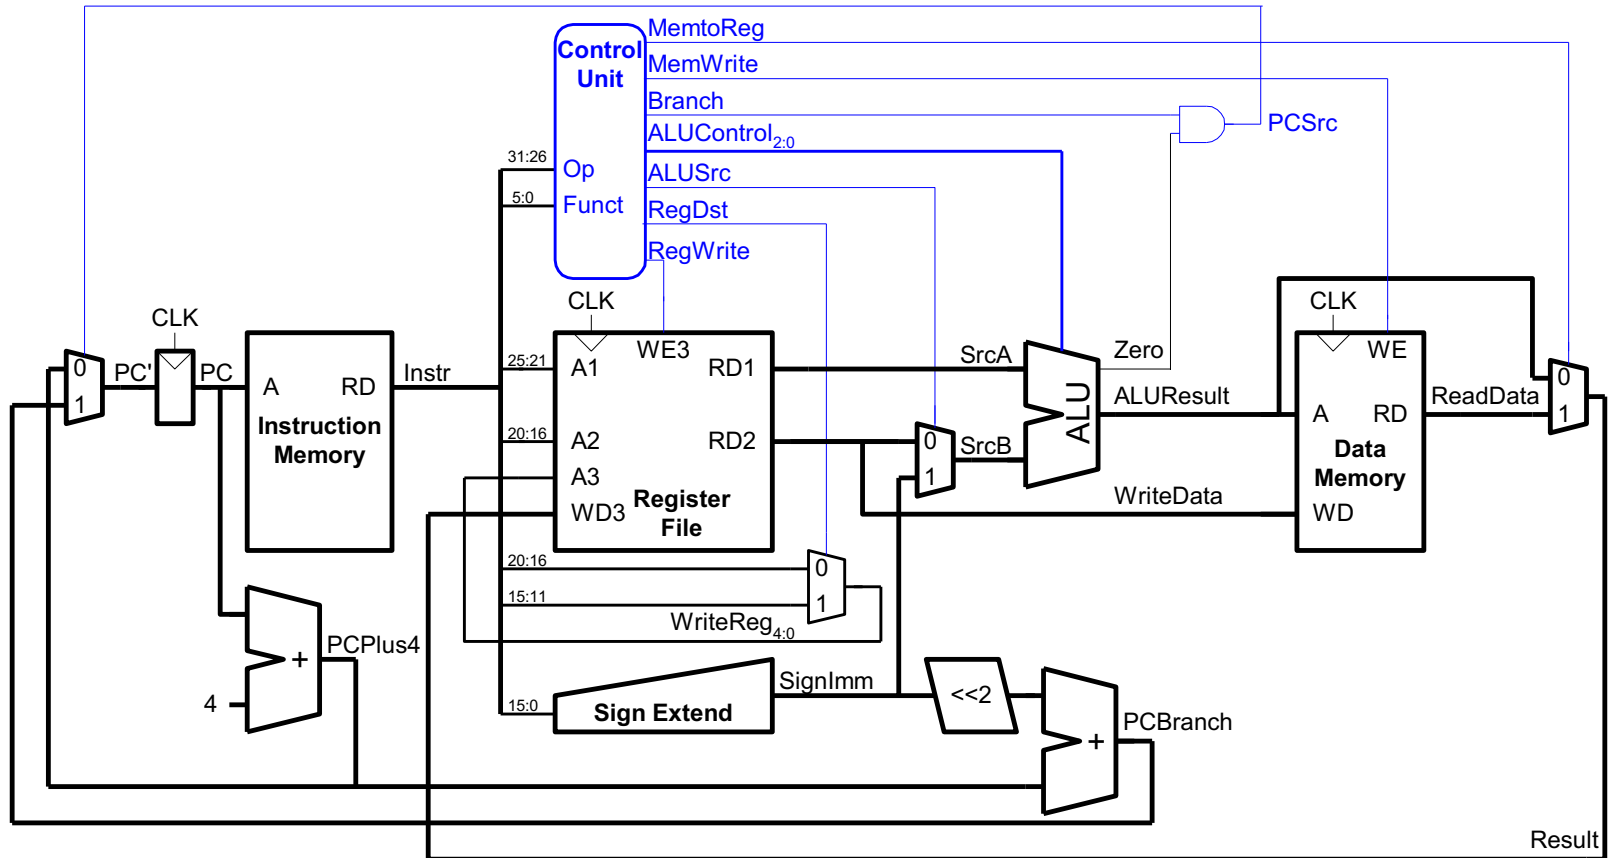 MemtoReg
Control
Unit
MemWrite
Branch
PCSrc
ALUControl2:0
31:26
Op
ALUSrc
5:0
Funct
RegDst
RegWrite
CLK
CLK
CLK
0
1
PC'
PC
A
RD
Instr
Instruction
Memory
25:21
A1
WE3
RD1
SrcA
Zero
ALU
ALUResult
WE
A
RD
ReadData
0
1
20:16
A2
RD2
0
1
SrcB
A3
WD3
Register
File
Data
Memory
WriteData
WD
20:16
0
15:11
1
WriteReg4:0
PCPlus4
+
4
SignImm
15:0
Sign Extend
<<2
PCBranch
+
Result